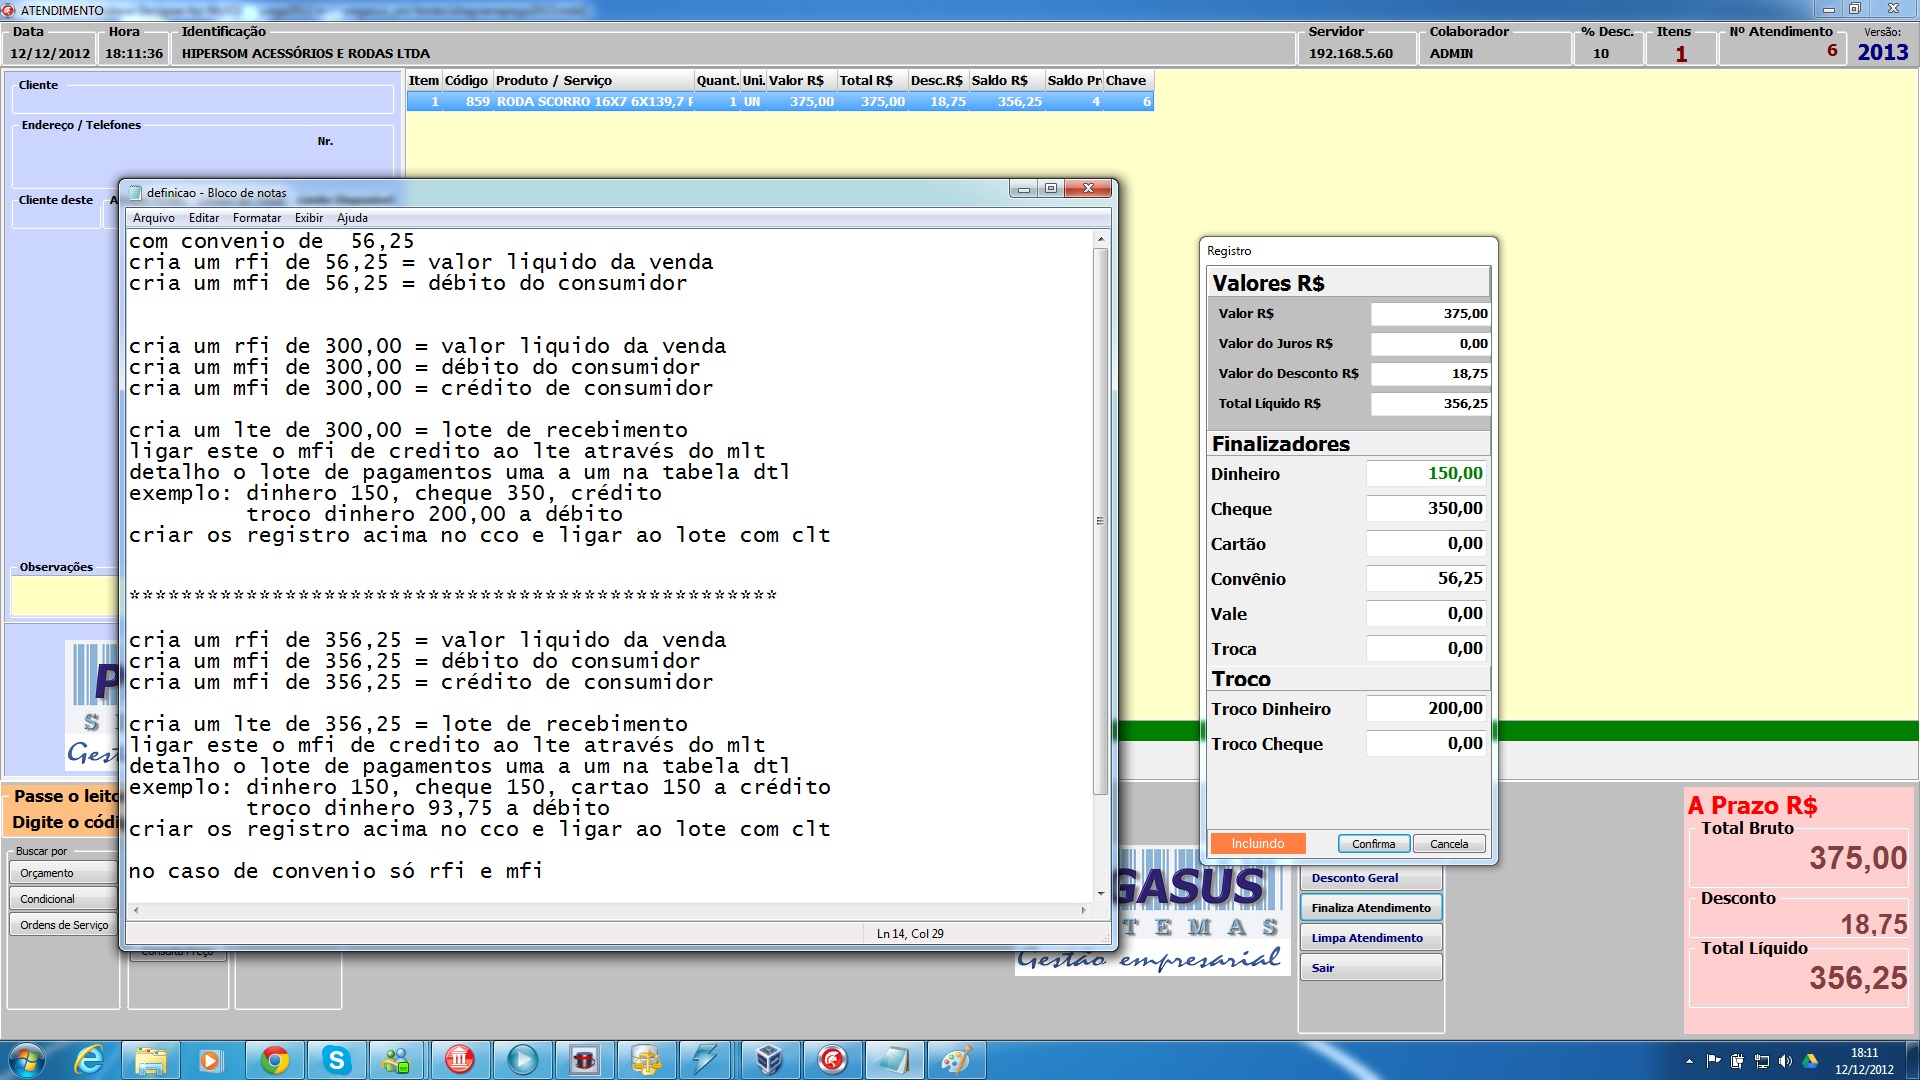 ATENDIMENTO
Data Hora Identificação Servidor Colaborador % Desc. Itens Nº Atendimento Versão:
12/12/2012 18:11:36 HIPERSOM ACESSÓRIOS E RODAS LTDA 192.168.5.60 ADMIN 10 1 6 2013
Cliente
Endereço / Telefones
Nr.
Cliente deste
Item Código Produto / Serviço Quant. Uni. Valor R$ Total R$ Desc.R$ Saldo R$ Saldo Pr Chave
1 859 RODA SCORRO 16X7 6X139,7 1 UN 375,00 375,00 18,75 356,25 4 6
definicao - Bloco de notas
Arquivo Editar Formatar Exibir Ajuda
com convenio de  56,25
cria um rfi de 56,25 = valor liquido da venda
cria um mfi de 56,25 = débito do consumidor
cria um rfi de 300,00 = valor liquido da venda
cria um mfi de 300,00 = débito do consumidor
cria um mfi de 300,00 = crédito de consumidor
cria um lte de 300,00 = lote de recebimento
ligar este o mfi de credito ao lte através do mlt
detalho o lote de pagamentos uma a um na tabela dtl
exemplo: dinhero 150, cheque 350, crédito
troco dinhero 200,00 a débito
criar os registro acima no cco e ligar ao lote com clt
**************************************************
cria um rfi de 356,25 = valor liquido da venda
cria um mfi de 356,25 = débito do consumidor
cria um mfi de 356,25 = crédito de consumidor
cria um lte de 356,25 = lote de recebimento
ligar este o mfi de credito ao lte através do mlt
detalho o lote de pagamentos uma a um na tabela dtl
exemplo: dinhero 150, cheque 150, cartao 150 a crédito
troco dinhero 93,75 a débito
criar os registro acima no cco e ligar ao lote com clt
no caso de convenio só rfi e mfi
Ln 14, Col 29
Registro
Valores R$
Valor R$ 375,00
Valor do Juros R$ 0,00
Valor do Desconto R$ 18,75
Total Líquido R$ 356,25
Finalizadores
Dinheiro 150,00
Cheque 350,00
Cartão 0,00
Convênio 56,25
Vale 0,00
Troca 0,00
Troco
Troco Dinheiro 200,00
Troco Cheque 0,00
Incluindo Confirma Cancela
Observações
P
S
Gest
Passe o leito
Digite o códi
Buscar por
Orçamento
Condicional
Ordens de Serviço
Consulta Preço
GASUS
T E M A S
Gestão empresarial
Desconto Geral
Finaliza Atendimento
Limpa Atendimento
Sair
A Prazo R$
Total Bruto
375,00
Desconto
18,75
Total Líquido
356,25
18:11
12/12/2012